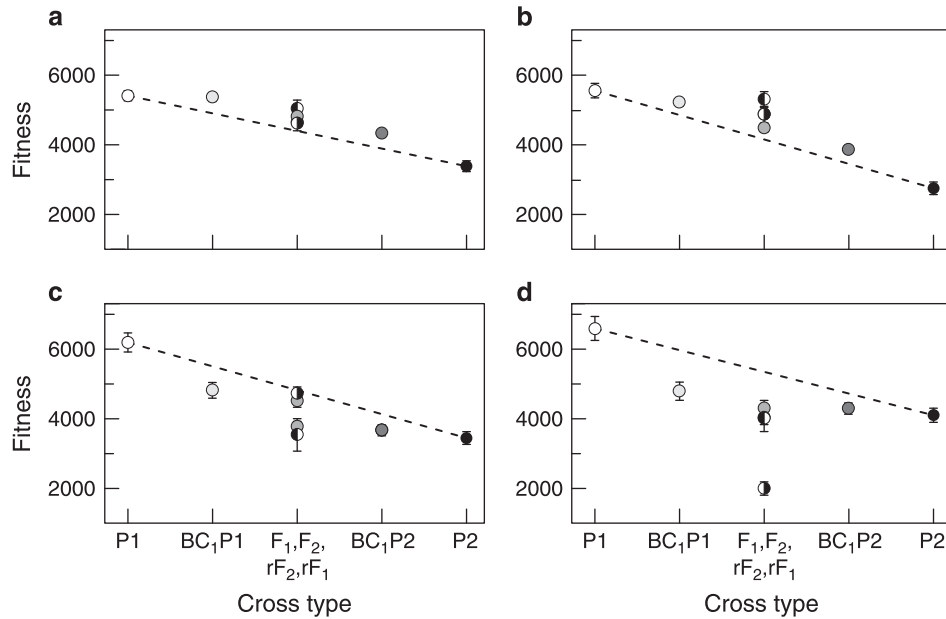 a
b
Fitness
6000
4000
2000
6000
4000
2000
c
d
Fitness
6000
4000
2000
6000
4000
2000
P1 BC₁P1 F₁,F₂, BC₁P2 P2
rF₂,rF₁
P1 BC₁P1 F₁,F₂, BC₁P2 P2
rF₂,rF₁
Cross type
Cross type